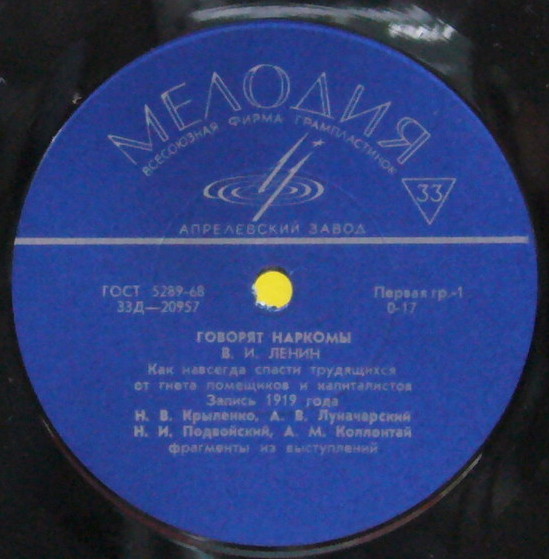 МЕЛОДИЯ
ВСЕСОЮЗНАЯ ФИРМА ГРАМПЛАСТИНОК
33
АПРЕЛЕВСКИЙ ЗАВОД
ГОСТ 5289-68
33Д—20957
Первая гр.-1
0-17
ГОВОРЯТ НАРКОМЫ
В. И. ЛЕНИН
Как навсегда спасти трудящихся
от гнета помещиков и капиталистов
Запись 1919 года
Н. В. Крыленко, А. В. Луначарский
Н. И. Подвойский, А. М. Коллонтай
фрагменты из выступлений